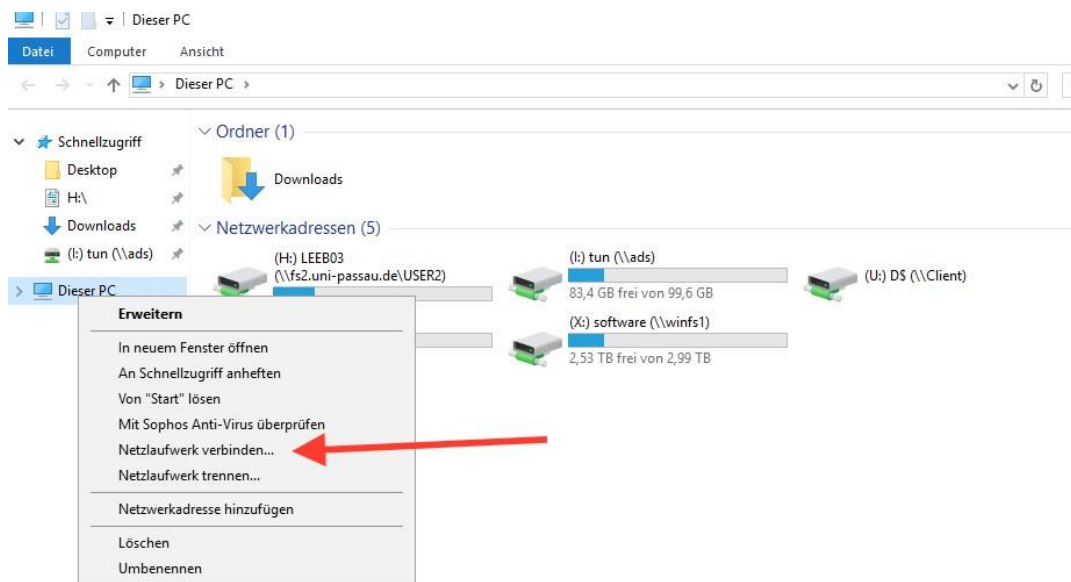 Dieser PC
Datei Computer Ansicht
Dieser PC
Schnellzugriff
Desktop
H:\
Downloads
(I:) tun (\\ads)
Dieser PC
Ordner (1)
Downloads
Netzwerkadressen (5)
(H:) LEEB03
(\\fs2.uni-passau.de\USER2)
(I:) tun (\\ads)
83,4 GB frei von 99,6 GB
(U:) D$ (\\Client)
(X:) software (\\winfs1)
2,53 TB frei von 2,99 TB
Erweitern
In neuem Fenster öffnen
An Schnellzugriff anheften
Von "Start" lösen
Mit Sophos Anti-Virus überprüfen
Netzlaufwerk verbinden...
Netzlaufwerk trennen...
Netzwerkadresse hinzufügen
Löschen
Umbenennen